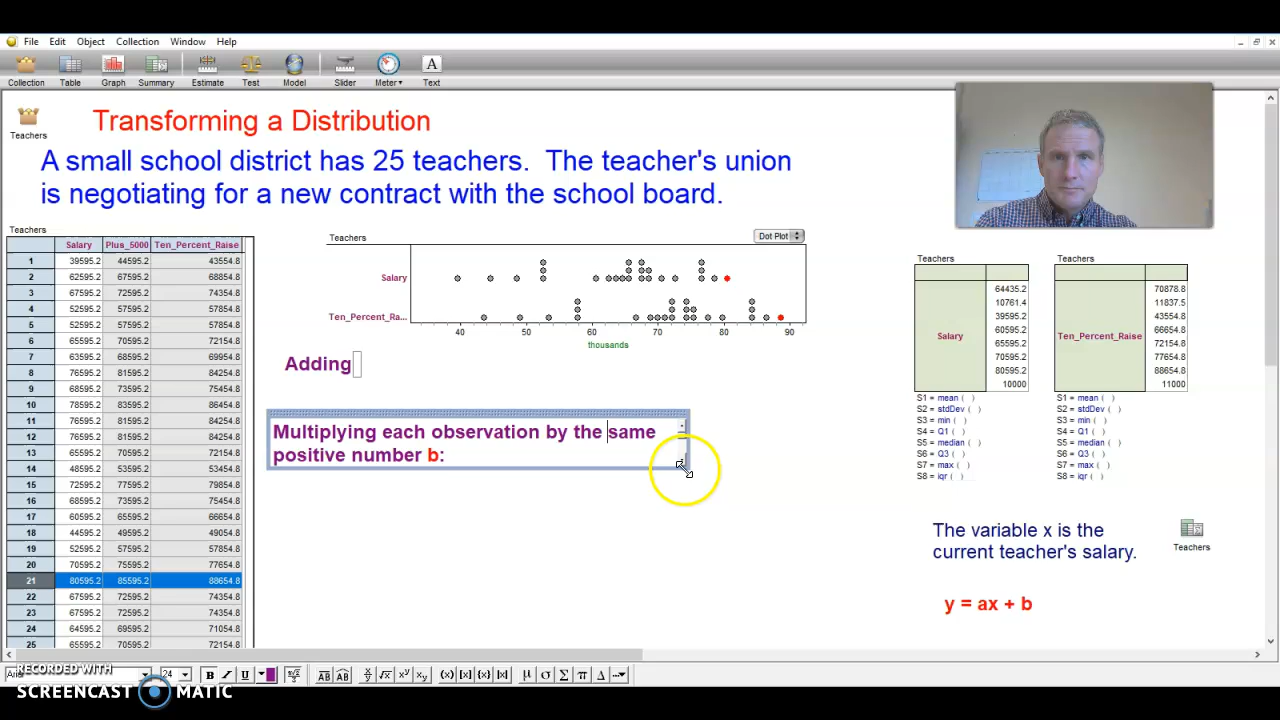 File Edit Object Collection Window Help
Collection Table Graph Summary Estimate Test Model Slider Meter Text
Teachers
Transforming a Distribution
A small school district has 25 teachers. The teacher's union
is negotiating for a new contract with the school board.
Teachers
Salary Plus_5000 Ten_Percent_Raise
1 39595.2 44595.2 43554.8
2 62595.2 67595.2 68854.8
3 67595.2 72595.2 74354.8
4 52595.2 57595.2 57854.8
5 52595.2 57595.2 57854.8
6 65595.2 70595.2 72154.8
7 63595.2 68595.2 69954.8
8 76595.2 81595.2 84254.8
9 68595.2 73595.2 75454.8
10 78595.2 83595.2 86454.8
11 76595.2 81595.2 84254.8
12 76595.2 81595.2 84254.8
13 65595.2 70595.2 72154.8
14 48595.2 53595.2 53454.8
15 72595.2 77595.2 79854.8
16 68595.2 73595.2 75454.8
17 60595.2 65595.2 66654.8
18 44595.2 49595.2 49054.8
19 52595.2 57595.2 57854.8
20 70595.2 75595.2 77654.8
21 80595.2 85595.2 88654.8
22 67595.2 72595.2 74354.8
23 67595.2 72595.2 74354.8
24 64595.2 69595.2 71054.8
25 65595.2 70595.2 72154.8
Teachers
Dot Plot
Salary
Ten_Percent_Ra...
40 50 60 70 80 90
thousands
Adding
Multiplying each observation by the same
positive number b:
Teachers
Salary
64435.2
10761.4
39595.2
60595.2
65595.2
70595.2
80595.2
10000
S1 = mean ( )
S2 = stdDev ( )
S3 = min ( )
S4 = Q1 ( )
S5 = median ( )
S6 = Q3 ( )
S7 = max ( )
S8 = iqr ( )
Teachers
Ten_Percent_Raise
70878.8
11837.5
43554.8
66654.8
72154.8
77654.8
88654.8
11000
S1 = mean ( )
S2 = stdDev ( )
S3 = min ( )
S4 = Q1 ( )
S5 = median ( )
S6 = Q3 ( )
S7 = max ( )
S8 = iqr ( )
The variable x is the
current teacher's salary.
Teachers
y = ax + b
24 B I U
RECORDED WITH
SCREENCAST MATIC